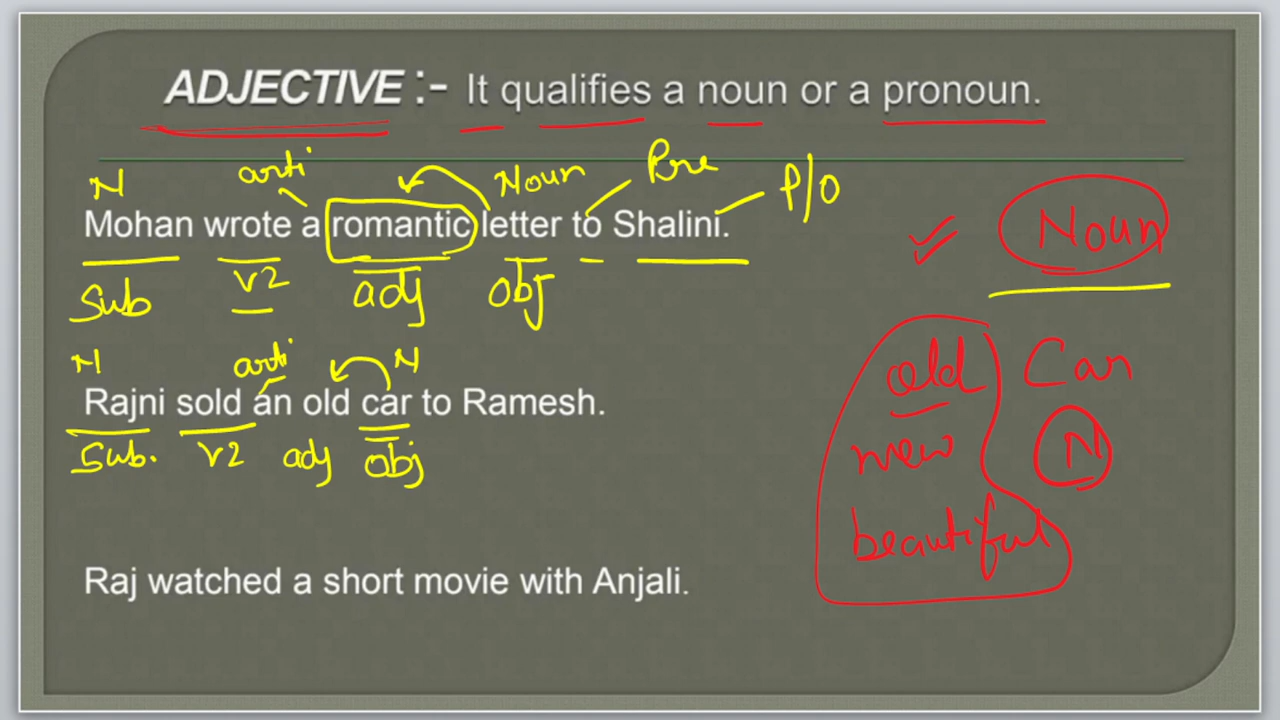 ADJECTIVE :- It qualifies a noun or a pronoun.
N arti Noun Pre P/O
Mohan wrote a romantic letter to Shalini.
Sub V2 adj obj
Noun
N arti N
Rajni sold an old car to Ramesh.
Sub. V2 adj obj
old Car
new N
beautiful
Raj watched a short movie with Anjali.